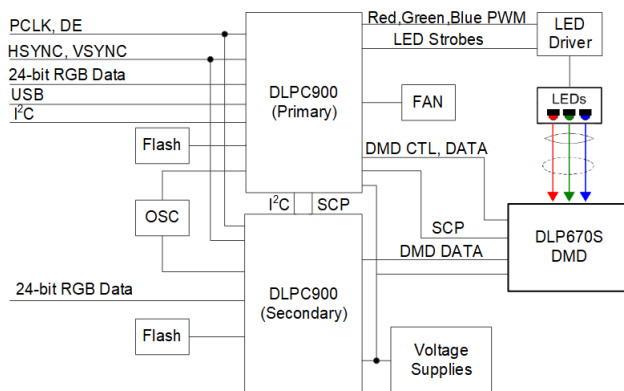 PCLK, DE
HSYNC, VSYNC
24-bit RGB Data
USB
I²C
Flash
OSC
24-bit RGB Data
Flash
DLPC900
(Primary)
I²C
SCP
DLPC900
(Secondary)
Red,Green,Blue PWM
LED Strobes
FAN
DMD CTL, DATA
SCP
DMD DATA
Voltage
Supplies
LED
Driver
LEDs
DLP670S
DMD